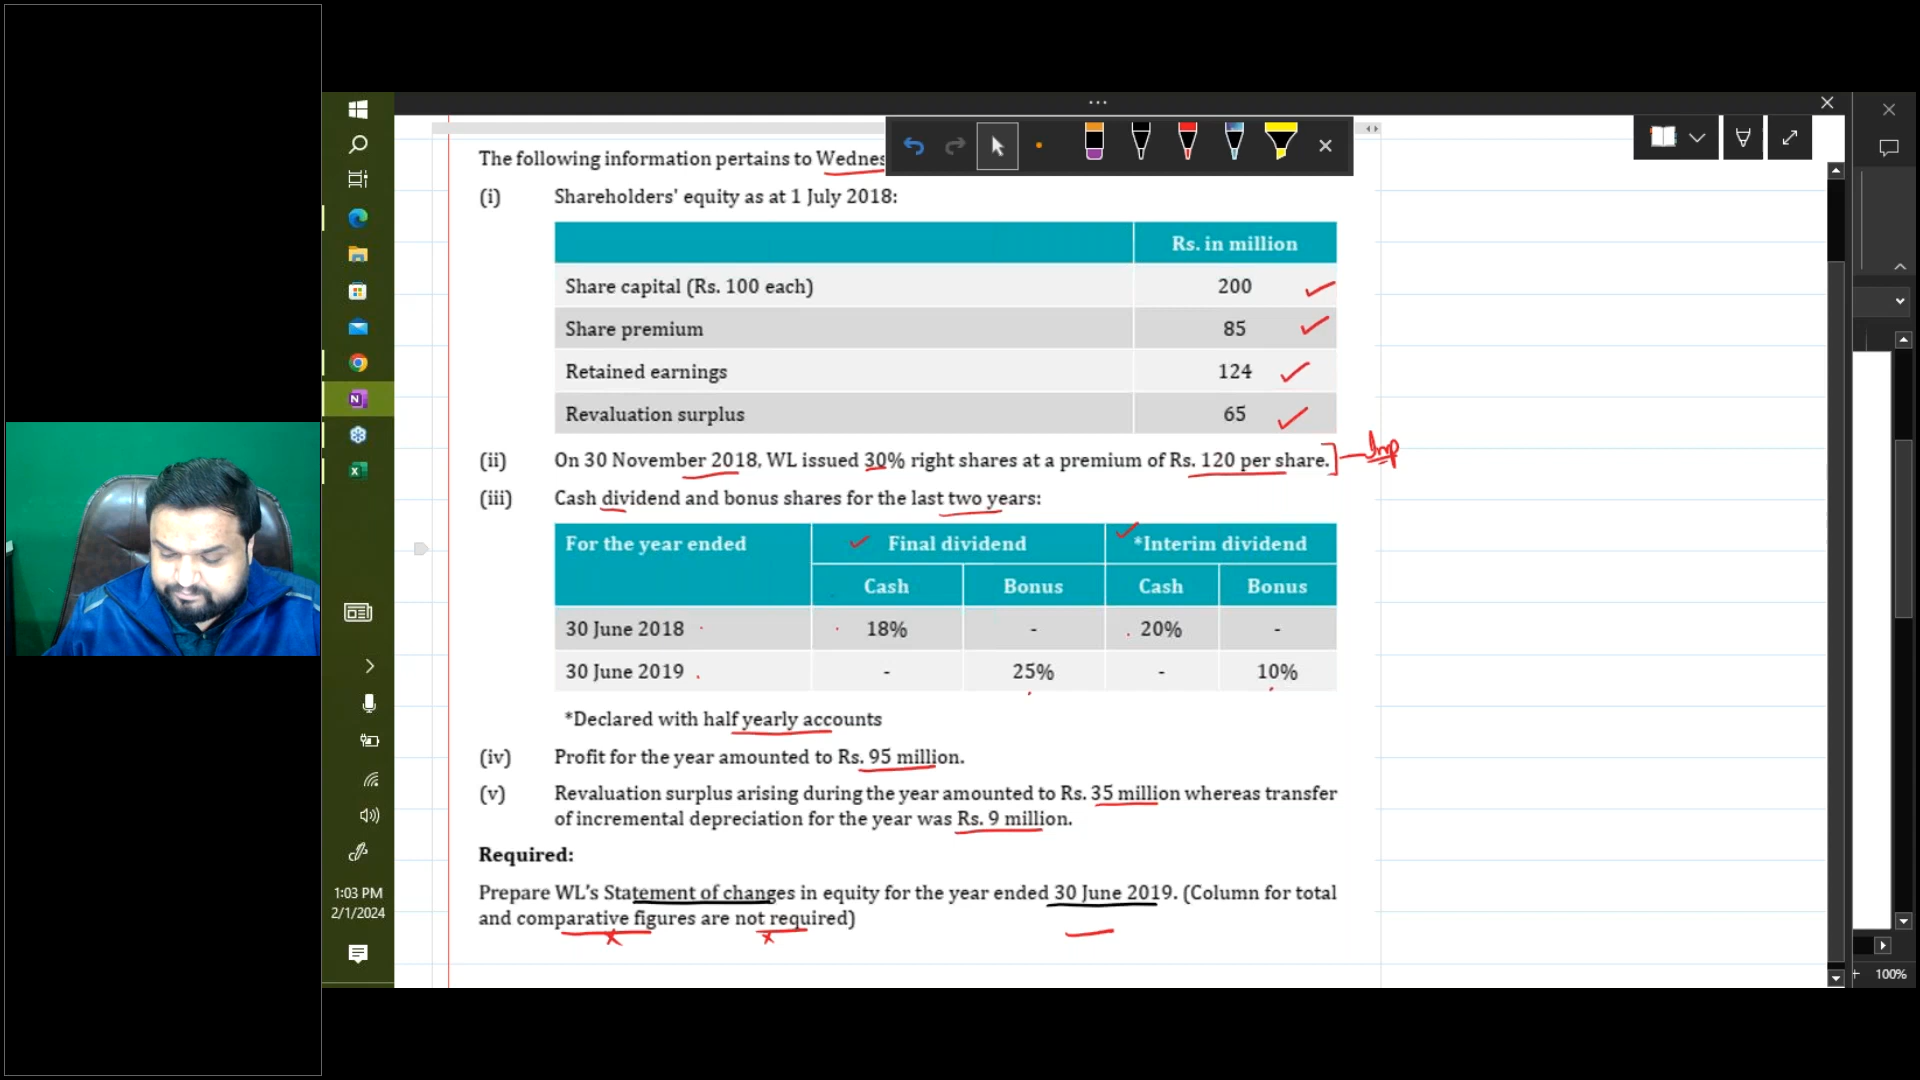 The following information pertains to Wednes
(i) Shareholders' equity as at 1 July 2018:
Rs. in million
Share capital (Rs. 100 each) 200
Share premium 85
Retained earnings 124
Revaluation surplus 65
(ii) On 30 November 2018, WL issued 30% right shares at a premium of Rs. 120 per share. Imp
(iii) Cash dividend and bonus shares for the last two years:
For the year ended Final dividend *Interim dividend
Cash Bonus Cash Bonus
30 June 2018 18% - 20% -
30 June 2019 - 25% - 10%
*Declared with half yearly accounts
(iv) Profit for the year amounted to Rs. 95 million.
(v) Revaluation surplus arising during the year amounted to Rs. 35 million whereas transfer
of incremental depreciation for the year was Rs. 9 million.
Required:
Prepare WL's Statement of changes in equity for the year ended 30 June 2019. (Column for total
and comparative figures are not required)
1:03 PM
2/1/2024
100%